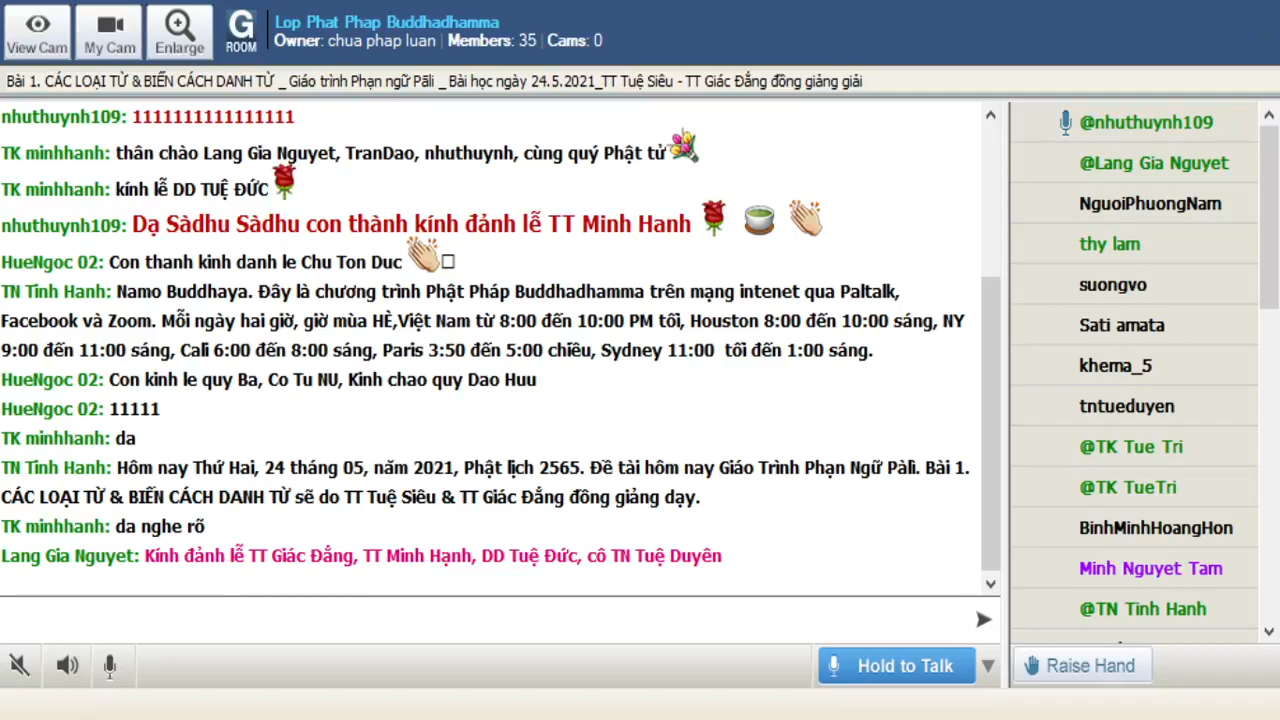 View Cam
My Cam
Enlarge
G
ROOM
Lop Phat Phap Buddhadhamma
Owner: chua phap luan | Members: 35 | Cams: 0
Bài 1. CÁC LOẠI TỪ & BIẾN CÁCH DANH TỪ _ Giáo trình Phạn ngữ Pāli _ Bài học ngày 24.5.2021_TT Tuệ Siêu - TT Giác Đẳng đồng giảng giải
nhuthuynh109: 1111111111111111
TK minhhanh: thân chào Lang Gia Nguyet, TranDao, nhuthuynh, cùng quý Phật tử
TK minhhanh: kính lễ DD TUỆ ĐỨC
nhuthuynh109: Dạ Sàdhu Sàdhu con thành kính đảnh lễ TT Minh Hanh
HueNgoc 02: Con thanh kinh danh le Chu Ton Duc
TN Tinh Hanh: Namo Buddhaya. Đây là chương trình Phật Pháp Buddhadhamma trên mạng intenet qua Paltalk,
Facebook và Zoom. Mỗi ngày hai giờ, giờ mùa HÈ,Việt Nam từ 8:00 đến 10:00 PM tối, Houston 8:00 đến 10:00 sáng, NY
9:00 đến 11:00 sáng, Cali 6:00 đến 8:00 sáng, Paris 3:50 đến 5:00 chiều, Sydney 11:00 tối đến 1:00 sáng.
HueNgoc 02: Con kinh le quy Ba, Co Tu NU, Kinh chao quy Dao Huu
HueNgoc 02: 11111
TK minhhanh: da
TN Tinh Hanh: Hôm nay Thứ Hai, 24 tháng 05, năm 2021, Phật lịch 2565. Đề tài hôm nay Giáo Trình Phạn Ngữ Pàli. Bài 1.
CÁC LOẠI TỪ & BIẾN CÁCH DANH TỪ sẽ do TT Tuệ Siêu & TT Giác Đẳng đồng giảng dạy.
TK minhhanh: da nghe rõ
Lang Gia Nguyet: Kính đảnh lễ TT Giác Đẳng, TT Minh Hạnh, DD Tuệ Đức, cô TN Tuệ Duyên
@nhuthuynh109
@Lang Gia Nguyet
NguoiPhuongNam
thy lam
suongvo
Sati amata
khema_5
tntueduyen
@TK Tue Tri
@TK TueTri
BinhMinhHoangHon
Minh Nguyet Tam
@TN Tinh Hanh
Hold to Talk
Raise Hand